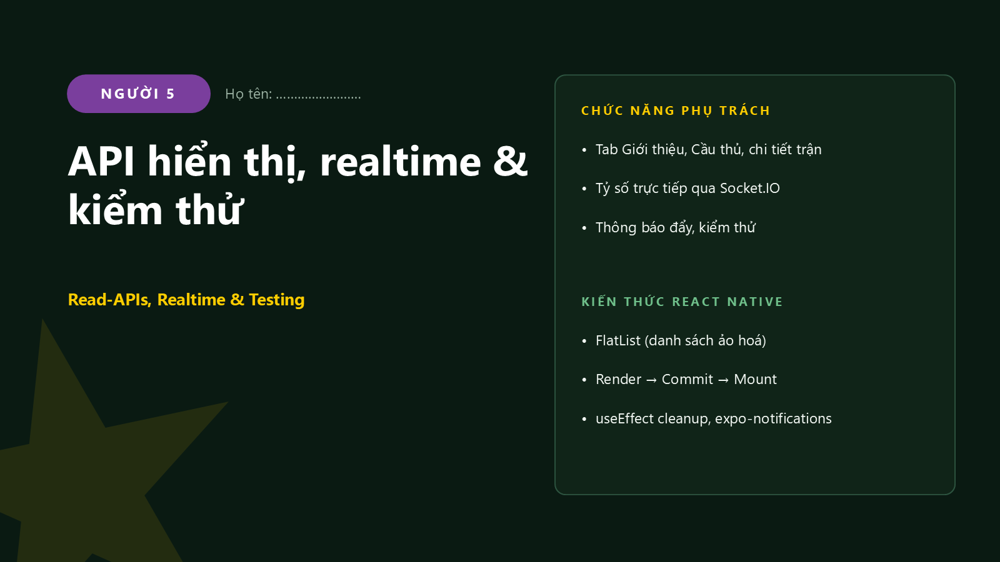 NGƯỜI 5
Họ tên: ........................
API hiển thị, realtime &
kiểm thử
Read-APIs, Realtime & Testing
CHỨC NĂNG PHỤ TRÁCH
• Tab Giới thiệu, Cầu thủ, chi tiết trận
• Tỷ số trực tiếp qua Socket.IO
• Thông báo đẩy, kiểm thử
KIẾN THỨC REACT NATIVE
• FlatList (danh sách ảo hoá)
• Render → Commit → Mount
• useEffect cleanup, expo-notifications